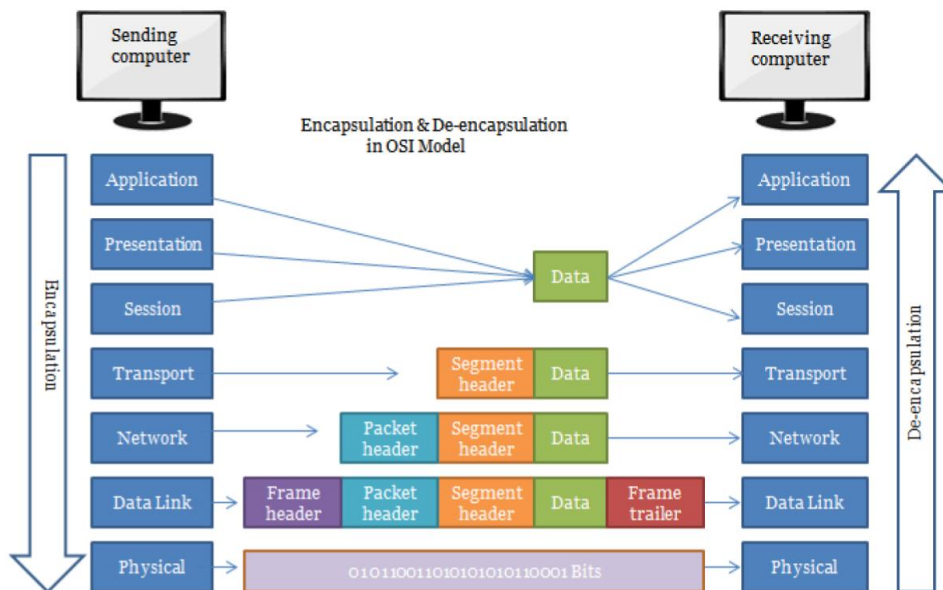 Sending
computer
Receiving
computer
Encapsulation & De-encapsulation
in OSI Model
Encapsulation
De-encapsulation
Application
Application
Presentation
Data
Presentation
Session
Session
Transport
Segment
header
Data
Transport
Network
Packet
header
Segment
header
Data
Network
Data Link
Frame
header
Packet
header
Segment
header
Data
Frame
trailer
Data Link
Physical
0101100110101010101100001 Bits
Physical